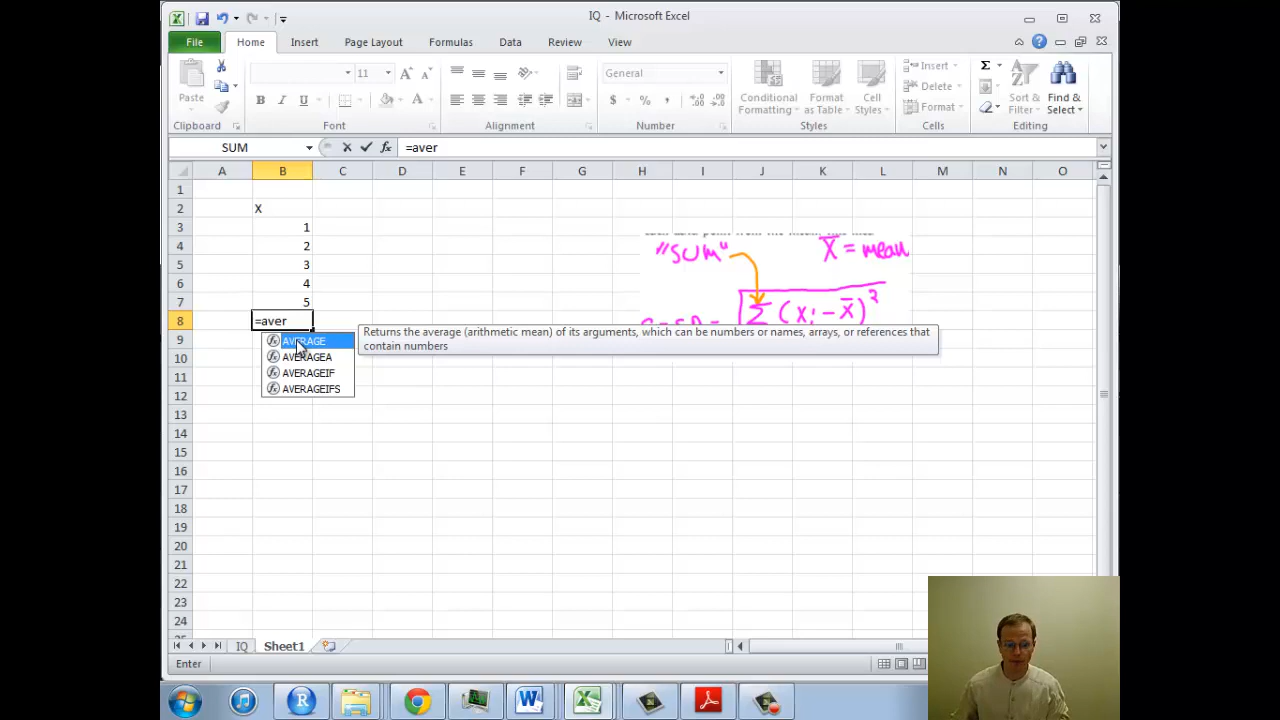 IQ - Microsoft Excel
File Home Insert Page Layout Formulas Data Review View
Paste
11
General
Conditional Formatting
Format as Table
Cell Styles
Insert
Delete
Format
Sort & Filter
Find & Select
Clipboard Font Alignment Number Styles Cells Editing
SUM =aver
A B C D E F G H I J K L M N O
1
2 X
3 1
4 2
5 3
6 4
7 5
8 =aver
9
10
11
12
13
14
15
16
17
18
19
20
21
22
23
24
AVERAGE
AVERAGEA
AVERAGEIF
AVERAGEIFS
Returns the average (arithmetic mean) of its arguments, which can be numbers or names, arrays, or references that
contain numbers
"SUM" X̄ = mean
Σ (Xi - X̄)²
IQ Sheet1
Enter